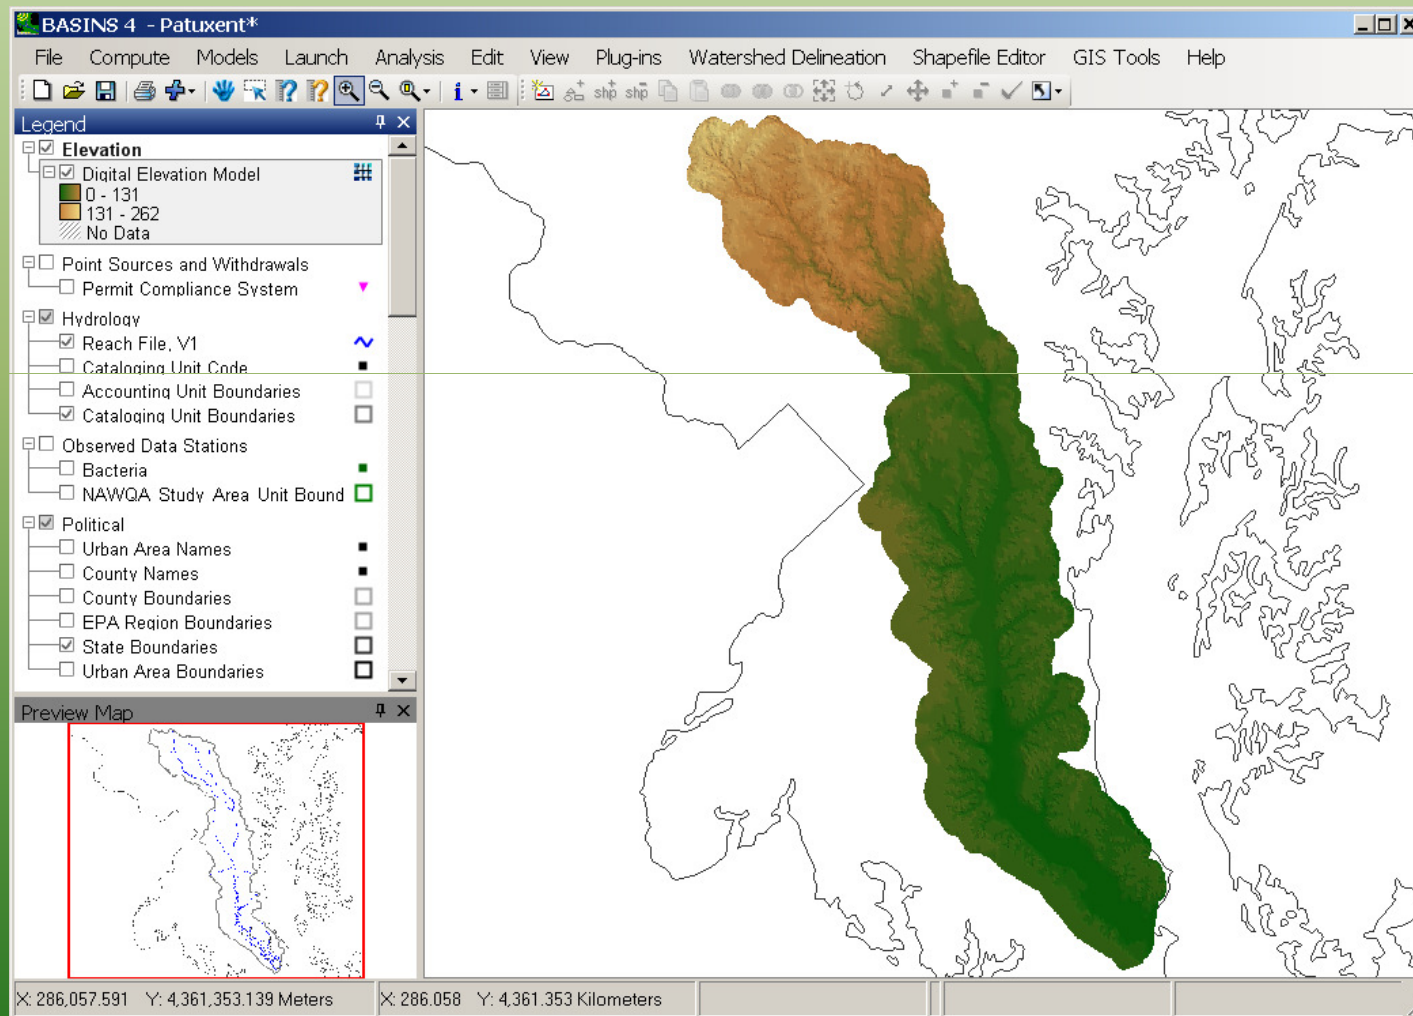 BASINS 4 - Patuxent*
File Compute Models Launch Analysis Edit View Plug-ins Watershed Delineation Shapefile Editor GIS Tools Help
shp shp
Legend
Elevation
Digital Elevation Model
0 - 131
131 - 262
No Data
Point Sources and Withdrawals
Permit Compliance System
Hydrology
Reach File, V1
Cataloging Unit Code
Accounting Unit Boundaries
Cataloging Unit Boundaries
Observed Data Stations
Bacteria
NAWQA Study Area Unit Bound
Political
Urban Area Names
County Names
County Boundaries
EPA Region Boundaries
State Boundaries
Urban Area Boundaries
Preview Map
X: 286,057.591 Y: 4,361,353.139 Meters X: 286.058 Y: 4,361.353 Kilometers